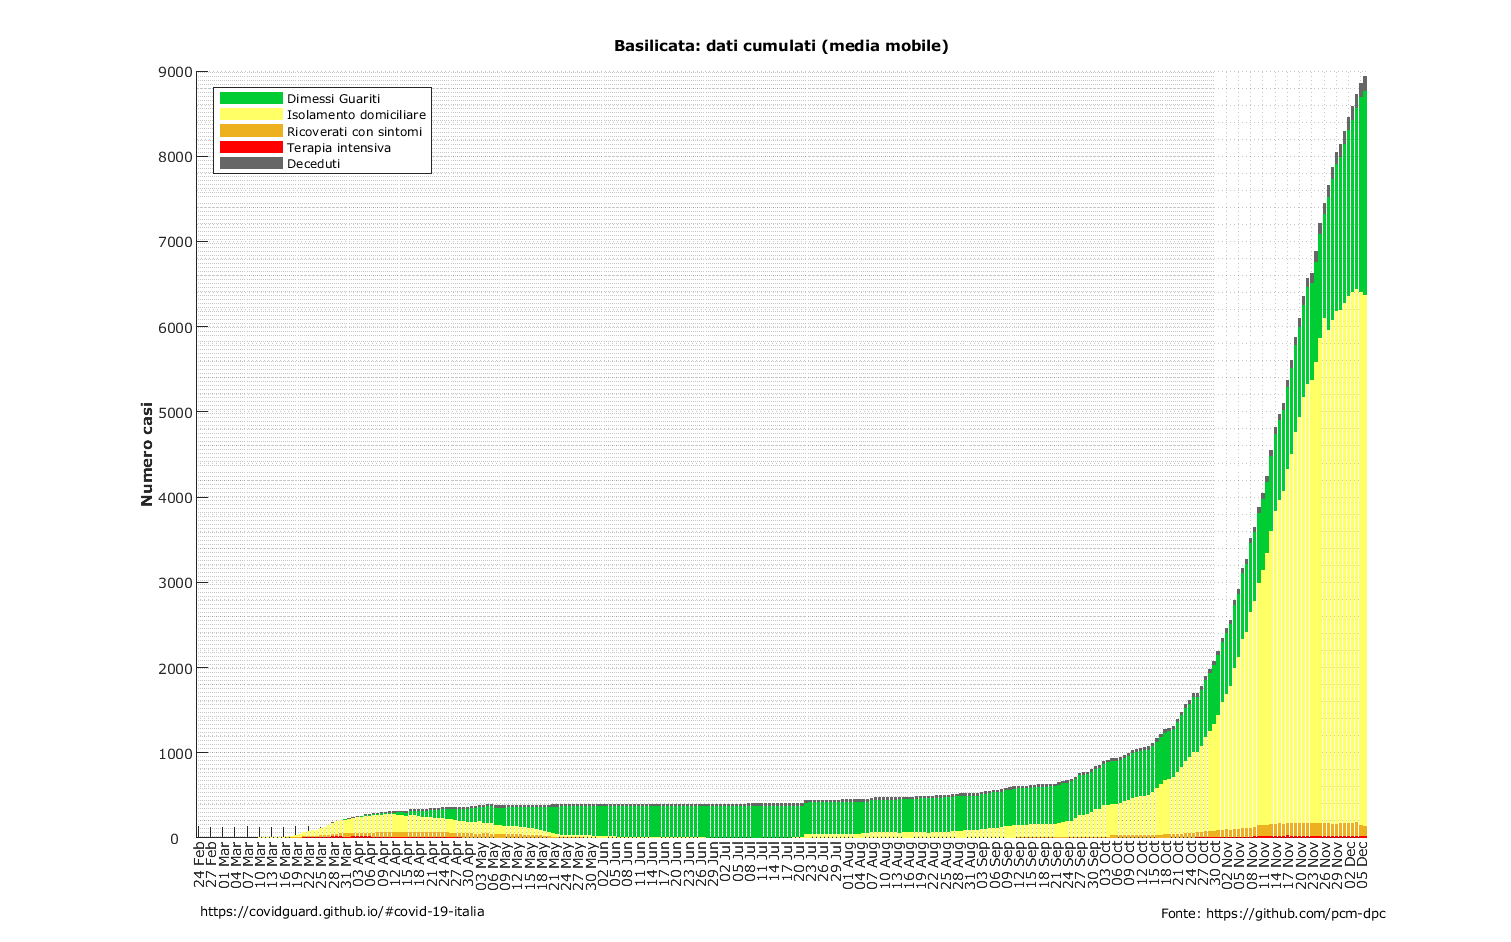 Basilicata: dati cumulati (media mobile)
9000
8000
7000
6000
5000
4000
3000
2000
1000
0
Numero casi
Dimessi Guariti
Isolamento domiciliare
Ricoverati con sintomi
Terapia intensiva
Deceduti
24 Feb
27 Feb
01 Mar
04 Mar
07 Mar
10 Mar
13 Mar
16 Mar
19 Mar
22 Mar
25 Mar
28 Mar
31 Mar
03 Apr
06 Apr
09 Apr
12 Apr
15 Apr
18 Apr
21 Apr
24 Apr
27 Apr
30 Apr
03 May
06 May
09 May
12 May
15 May
18 May
21 May
24 May
27 May
30 May
02 Jun
05 Jun
08 Jun
11 Jun
14 Jun
17 Jun
20 Jun
23 Jun
26 Jun
29 Jun
02 Jul
05 Jul
08 Jul
11 Jul
14 Jul
17 Jul
20 Jul
23 Jul
26 Jul
29 Jul
01 Aug
04 Aug
07 Aug
10 Aug
13 Aug
16 Aug
19 Aug
22 Aug
25 Aug
28 Aug
31 Aug
03 Sep
06 Sep
09 Sep
12 Sep
15 Sep
18 Sep
21 Sep
24 Sep
27 Sep
30 Sep
03 Oct
06 Oct
09 Oct
12 Oct
15 Oct
18 Oct
21 Oct
24 Oct
27 Oct
30 Oct
02 Nov
05 Nov
08 Nov
11 Nov
14 Nov
17 Nov
20 Nov
23 Nov
26 Nov
29 Nov
02 Dec
05 Dec
https://covidguard.github.io/#covid-19-italia
Fonte: https://github.com/pcm-dpc